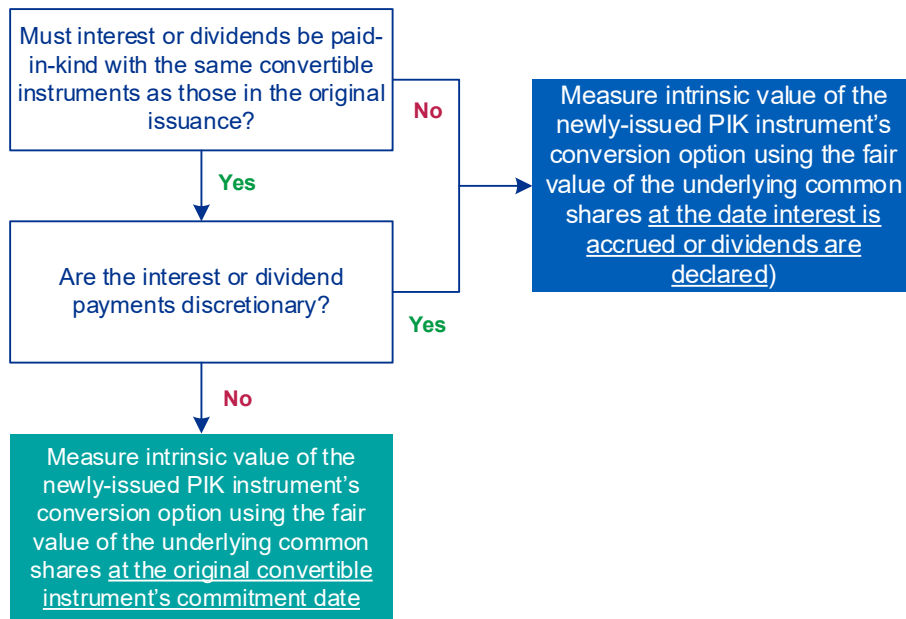 Must interest or dividends be paid-
in-kind with the same convertible
instruments as those in the original
issuance?
No
Measure intrinsic value of the
newly-issued PIK instrument’s
conversion option using the fair
value of the underlying common
shares at the date interest is
accrued or dividends are
declared)
Yes
Are the interest or dividend
payments discretionary?
Yes
No
Measure intrinsic value of the
newly-issued PIK instrument’s
conversion option using the fair
value of the underlying common
shares at the original convertible
instrument’s commitment date